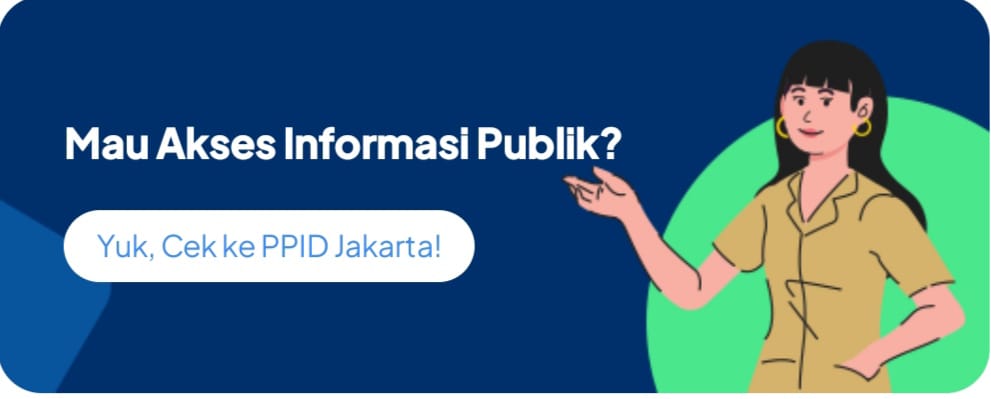 Mau Akses Informasi Publik?
Yuk, Cek ke PPID Jakarta!